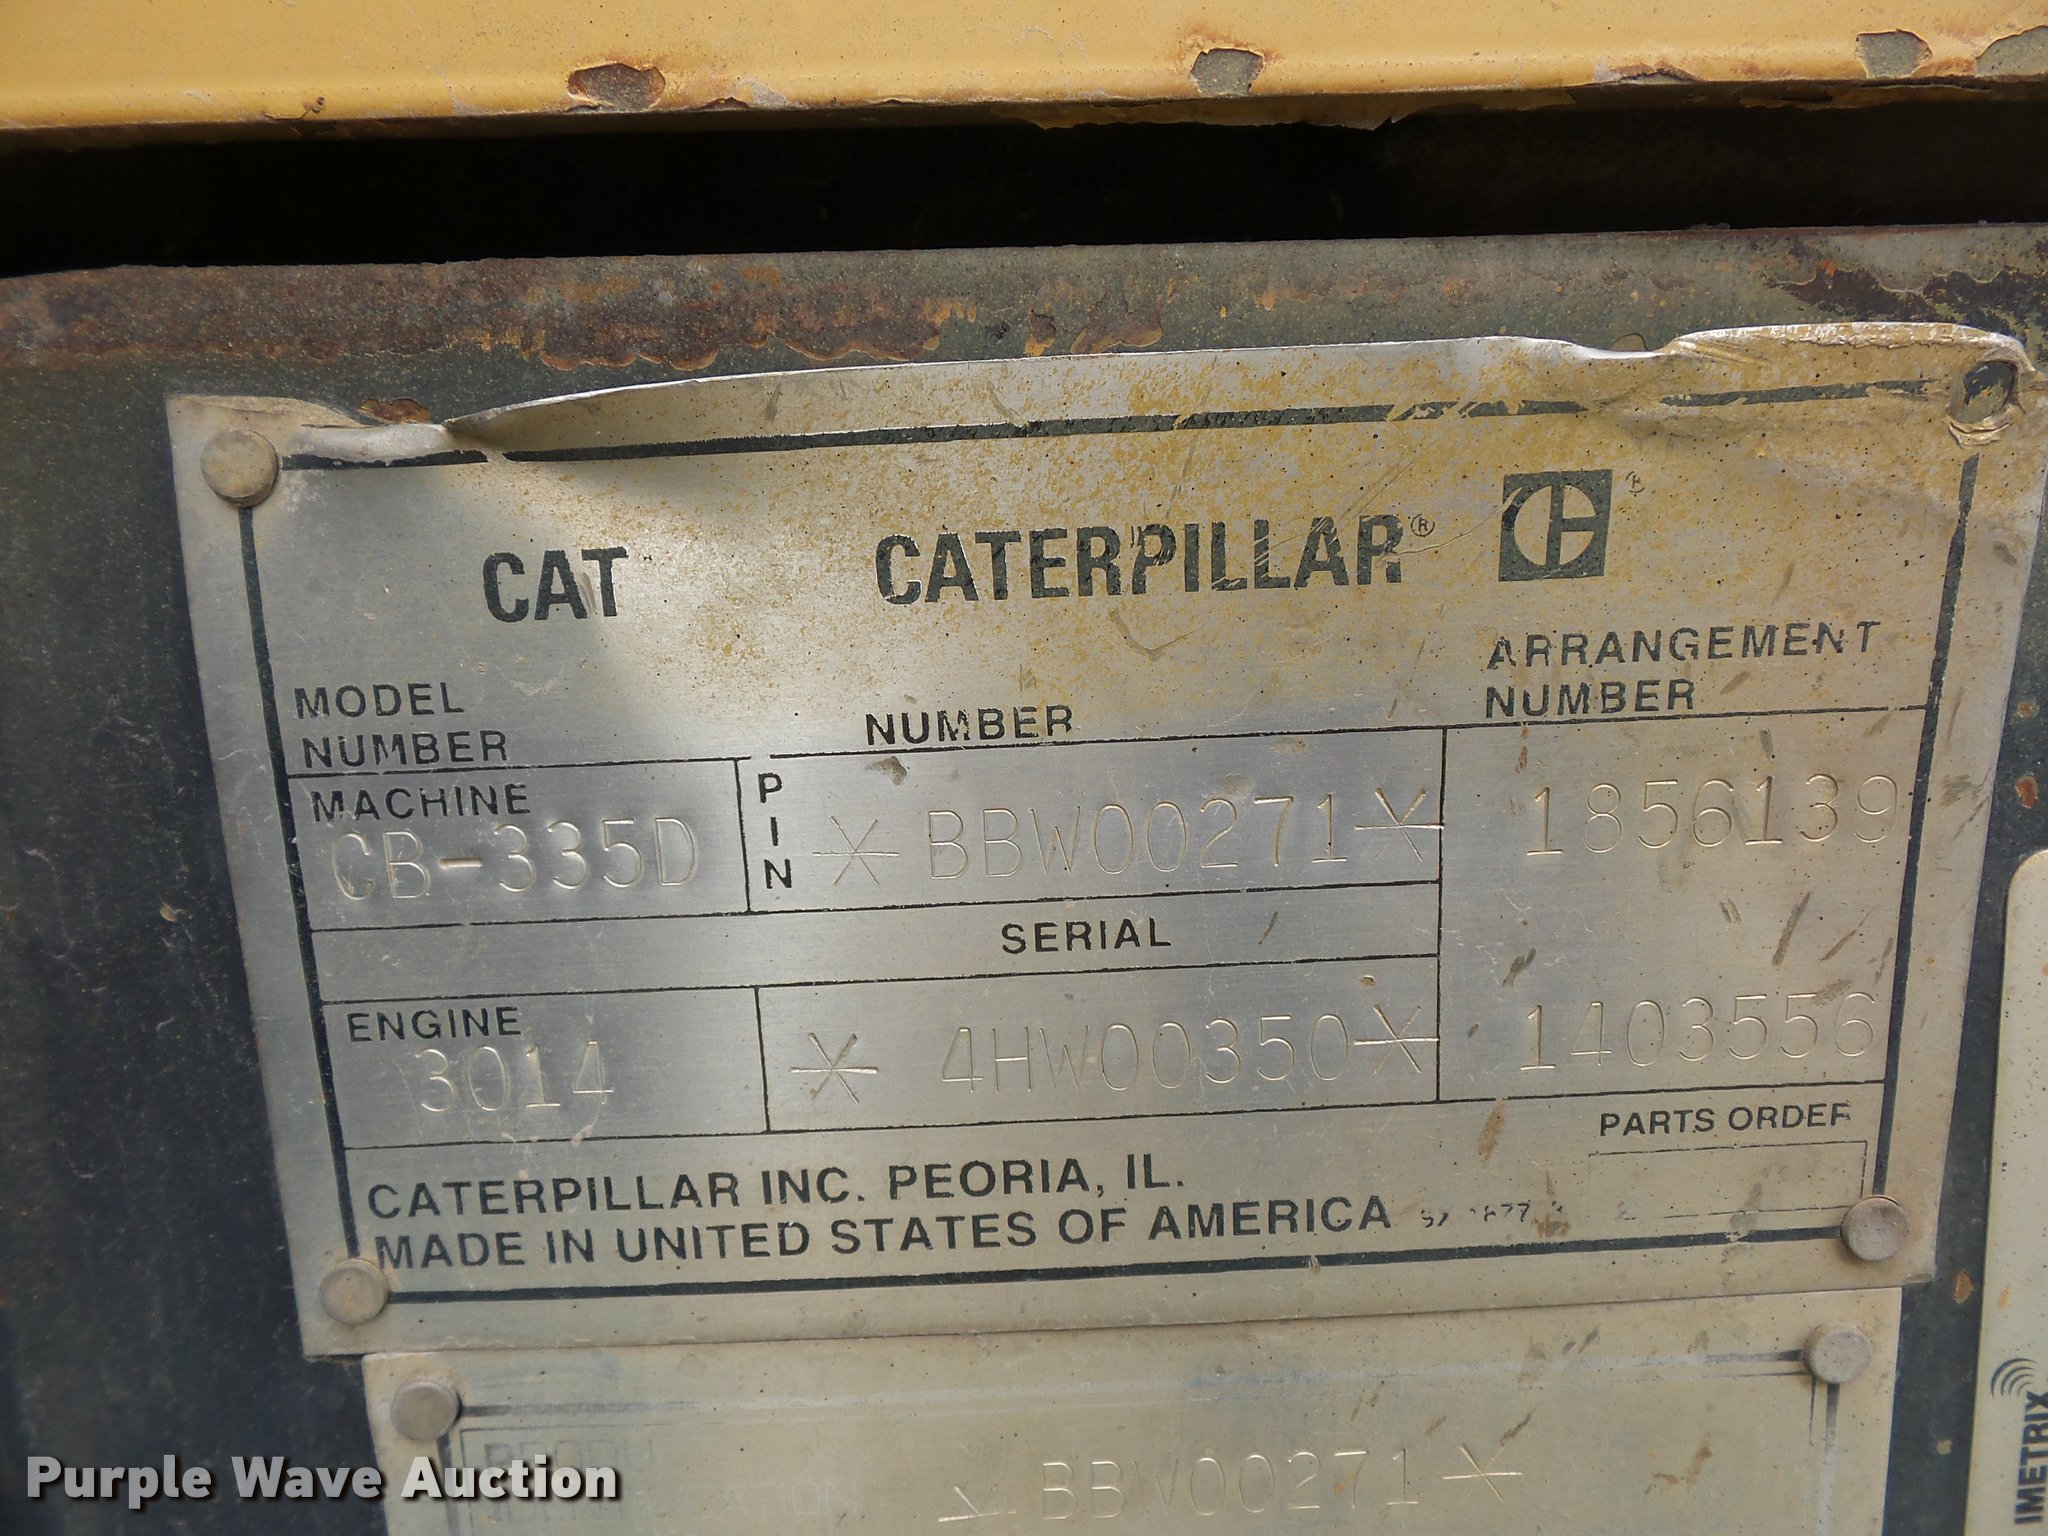 CAT CATERPILLAR®
MODEL
NUMBER
NUMBER
ARRANGEMENT
NUMBER
MACHINE
CB-335D
PIN
* BBW00271*
1856139
SERIAL
ENGINE
3014
* 4HW00350*
1403556
PARTS ORDER
CATERPILLAR INC. PEORIA, IL.
MADE IN UNITED STATES OF AMERICA
* BBW00271*
IMETRIX
Purple Wave Auction